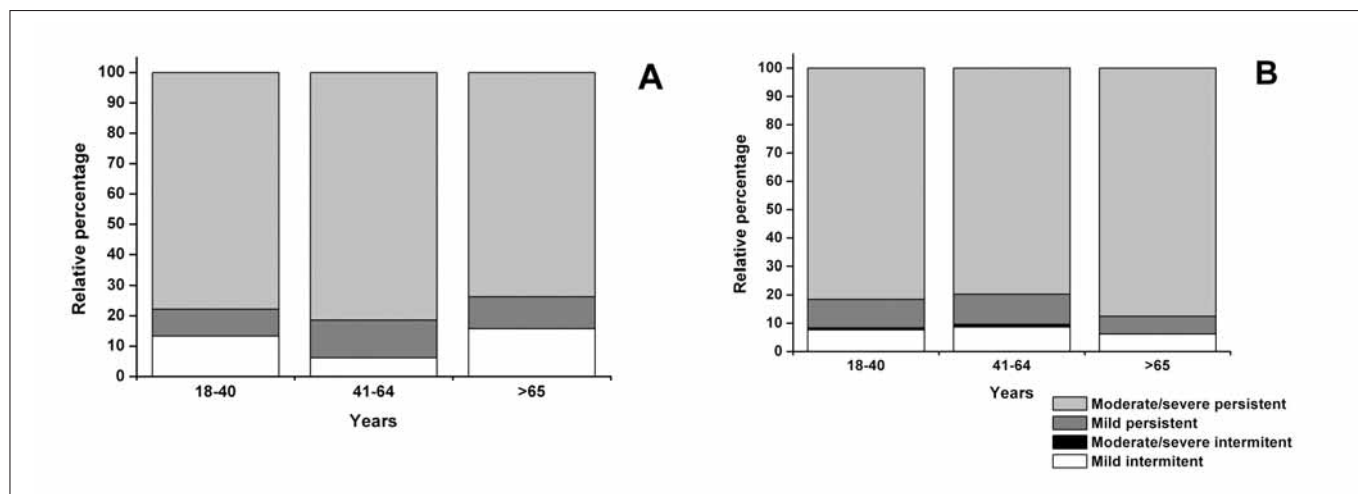 A
Relative percentage
100
90
80
70
60
50
40
30
20
10
0
18-40 41-64 >65
Years
B
Relative percentage
100
90
80
70
60
50
40
30
20
10
0
18-40 41-64 >65
Years
Moderate/severe persistent
Mild persistent
Moderate/severe intermitent
Mild intermitent